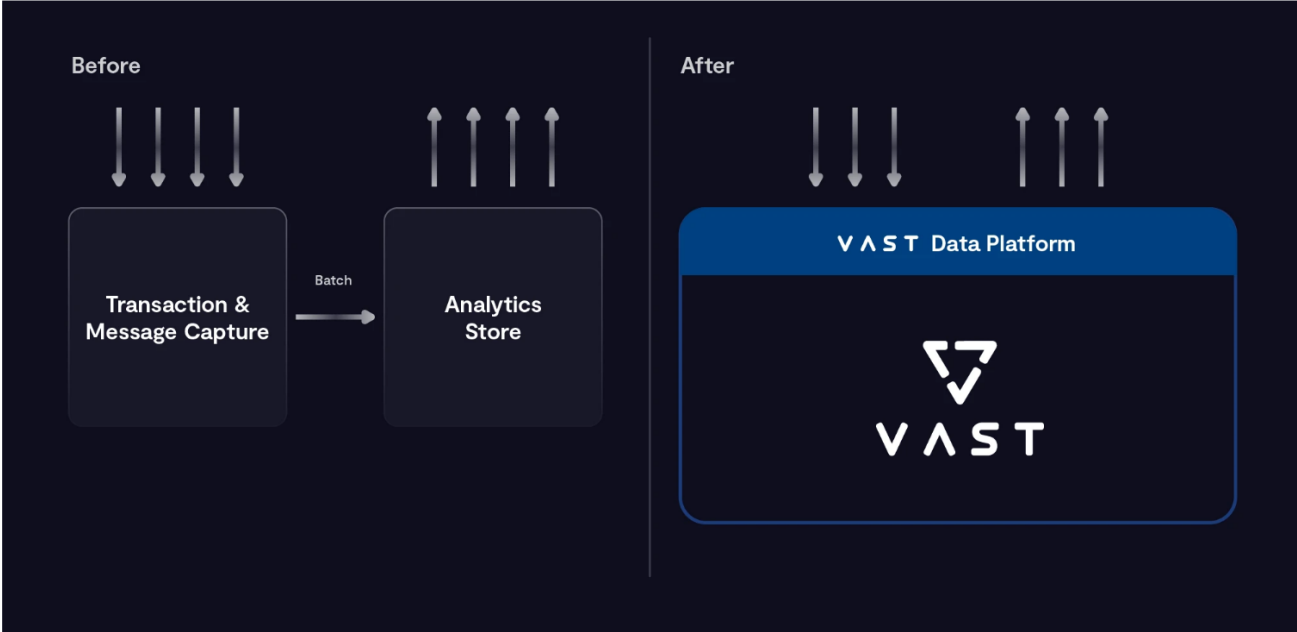 Before
Transaction &
Message Capture
Batch
Analytics
Store
After
VAST Data Platform
VAST